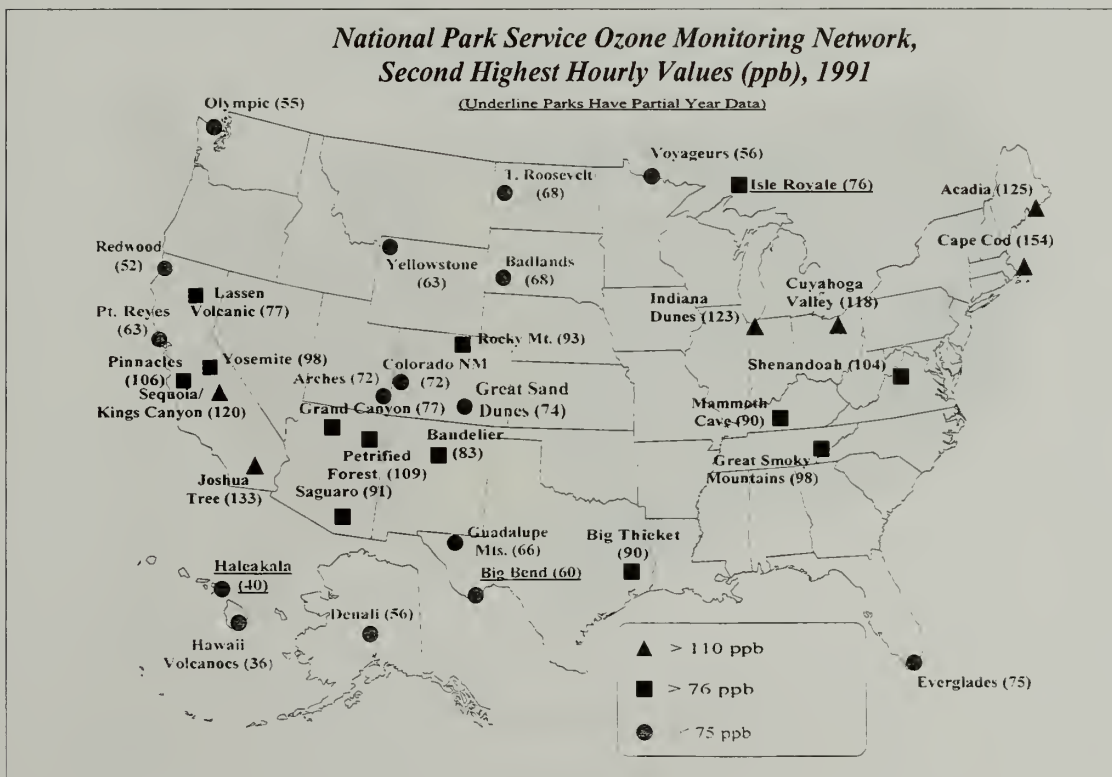 National Park Service Ozone Monitoring Network,
Second Highest Hourly Values (ppb), 1991
(Underline Parks Have Partial Year Data)
Olympic (55)
Voyageurs (56)
T. Roosevelt
(68)
Isle Royale (76)
Acadia (125)
Cape Cod (154)
Redwood
(52)
Yellowstone
(63)
Badlands
(68)
Cuyahoga
Valley (118)
Indiana
Dunes (123)
Lassen
Volcanic (77)
Pt. Reyes
(63)
Rocky Mt. (93)
Pinnacles
(106)
Yosemite (98)
Colorado NM
(72)
Arches (72)
Shenandoah (104)
Sequoia/
Kings Canyon (120)
Great Sand
Dunes (74)
Grand Canyon (77)
Mammoth
Cave (90)
Bandelier
(83)
Petrified
Forest (109)
Great Smoky
Mountains (98)
Joshua
Tree (133)
Saguaro (91)
Guadalupe
Mts. (66)
Big Thicket
(90)
Haleakala
(40)
Big Bend (60)
Denali (56)
Hawaii
Volcanoes (36)
Everglades (75)
> 110 ppb
> 76 ppb
75 ppb